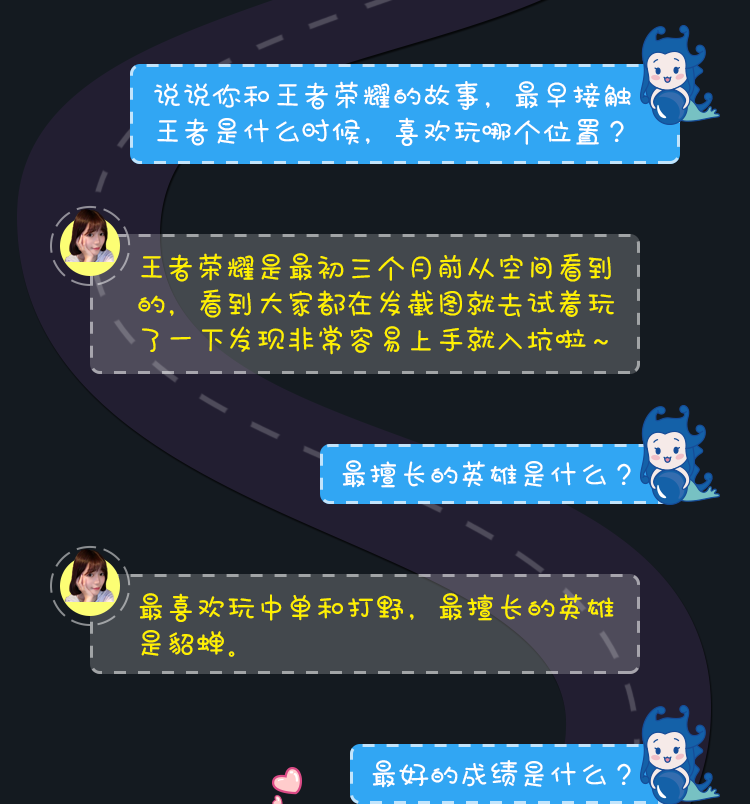 说说你和王者荣耀的故事，最早接触
王者是什么时候，喜欢玩哪个位置？
王者荣耀是最初三个月前从空间看到
的，看到大家都在发截图就去试着玩
了一下发现非常容易上手就入坑啦~
最擅长的英雄是什么？
最喜欢玩中单和打野，最擅长的英雄
是貂蝉。
最好的成绩是什么？